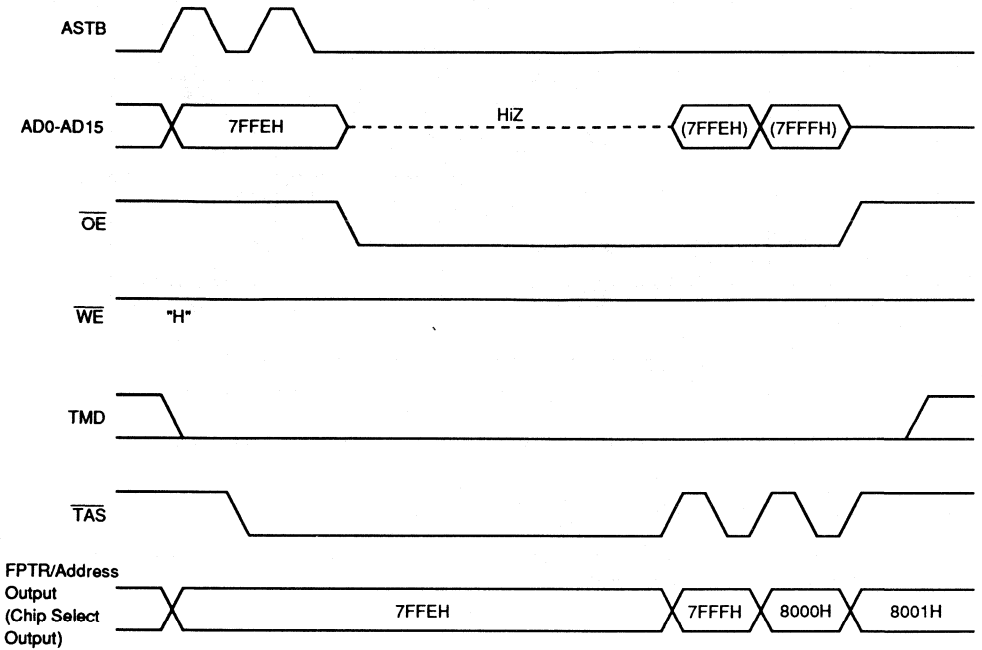 ASTB
AD0-AD15
7FFEH
HiZ
(7FFEH)
(7FFFH)
OE
WE
"H"
TMD
TAS
FPTR/Address
Output
(Chip Select
Output)
7FFEH
7FFFH
8000H
8001H